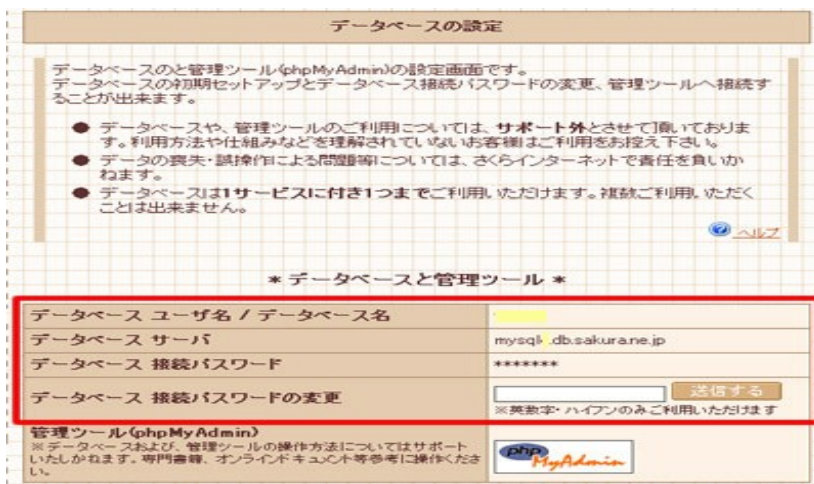 データベースの設定
データベースのと管理ツール(phpMyAdmin)の設定画面です。
データベースの初期セットアップとデータベース接続パスワードの変更、管理ツールへ接続す
ることが出来ます。
● データベースや、管理ツールのご利用については、サポート外とさせて頂いておりま
す。利用方法や仕組みなどを理解されていないお客様はご利用をお控え下さい。
● データの喪失・誤操作による問題等については、さくらインターネットで責任を負いか
ねます。
● データベースは1サービスに付き1つまでご利用いただけます。複数ご利用いただく
ことは出来ません。
ヘルプ
* データベースと管理ツール *
データベース ユーザ名 / データベース名
データベース サーバ mysql .db.sakura.ne.jp
データベース 接続パスワード *******
データベース 接続パスワードの変更 送信する
※英数字・ハイフンのみご利用いただけます
管理ツール(phpMyAdmin)
※データベースおよび、管理ツールの操作方法についてはサポート
いたしかねます。専門書籍、オンラインドキュメント等参考に操作くださ
い。
php MyAdmin